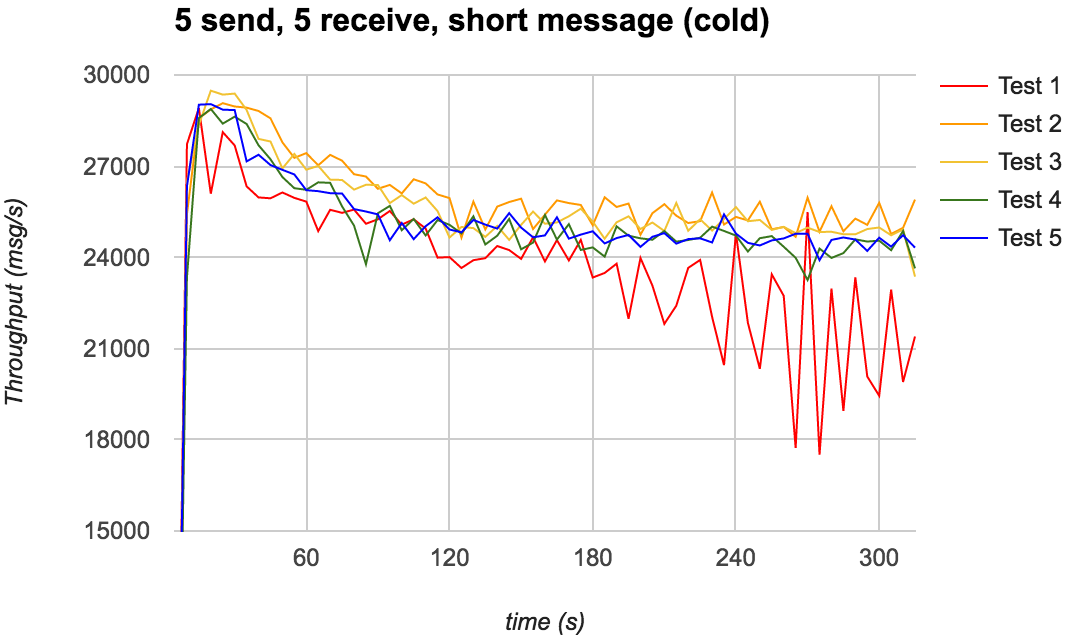 5 send, 5 receive, short message (cold)
Throughput (msg/s)
30000
27000
24000
21000
18000
15000
60 120 180 240 300
time (s)
Test 1
Test 2
Test 3
Test 4
Test 5